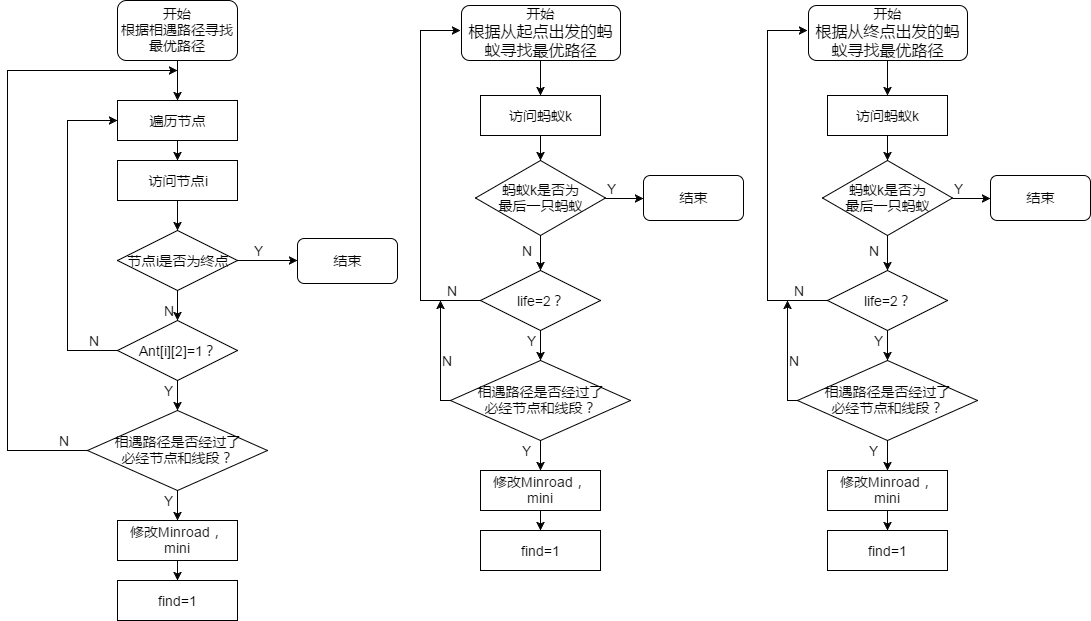 开始
根据相遇路径寻找
最优路径
遍历节点
访问节点i
节点i是否为终点
Y
结束
N
Ant[i][2]=1？
N
Y
相遇路径是否经过了
必经节点和线段？
N
Y
修改Minroad，
mini
find=1
开始
根据从起点出发的蚂
蚁寻找最优路径
访问蚂蚁k
蚂蚁k是否为
最后一只蚂蚁
Y
结束
N
life=2？
N
Y
相遇路径是否经过了
必经节点和线段？
N
Y
修改Minroad，
mini
find=1
开始
根据从终点出发的蚂
蚁寻找最优路径
访问蚂蚁k
蚂蚁k是否为
最后一只蚂蚁
Y
结束
N
life=2？
N
Y
相遇路径是否经过了
必经节点和线段？
N
Y
修改Minroad，
mini
find=1